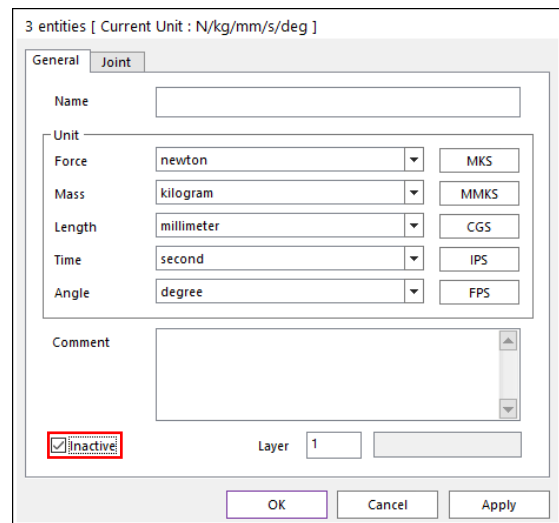 3 entities [ Current Unit : N/kg/mm/s/deg ]
General Joint
Name
Unit
Force newton MKS
Mass kilogram MMKS
Length millimeter CGS
Time second IPS
Angle degree FPS
Comment
Inactive Layer 1
OK Cancel Apply